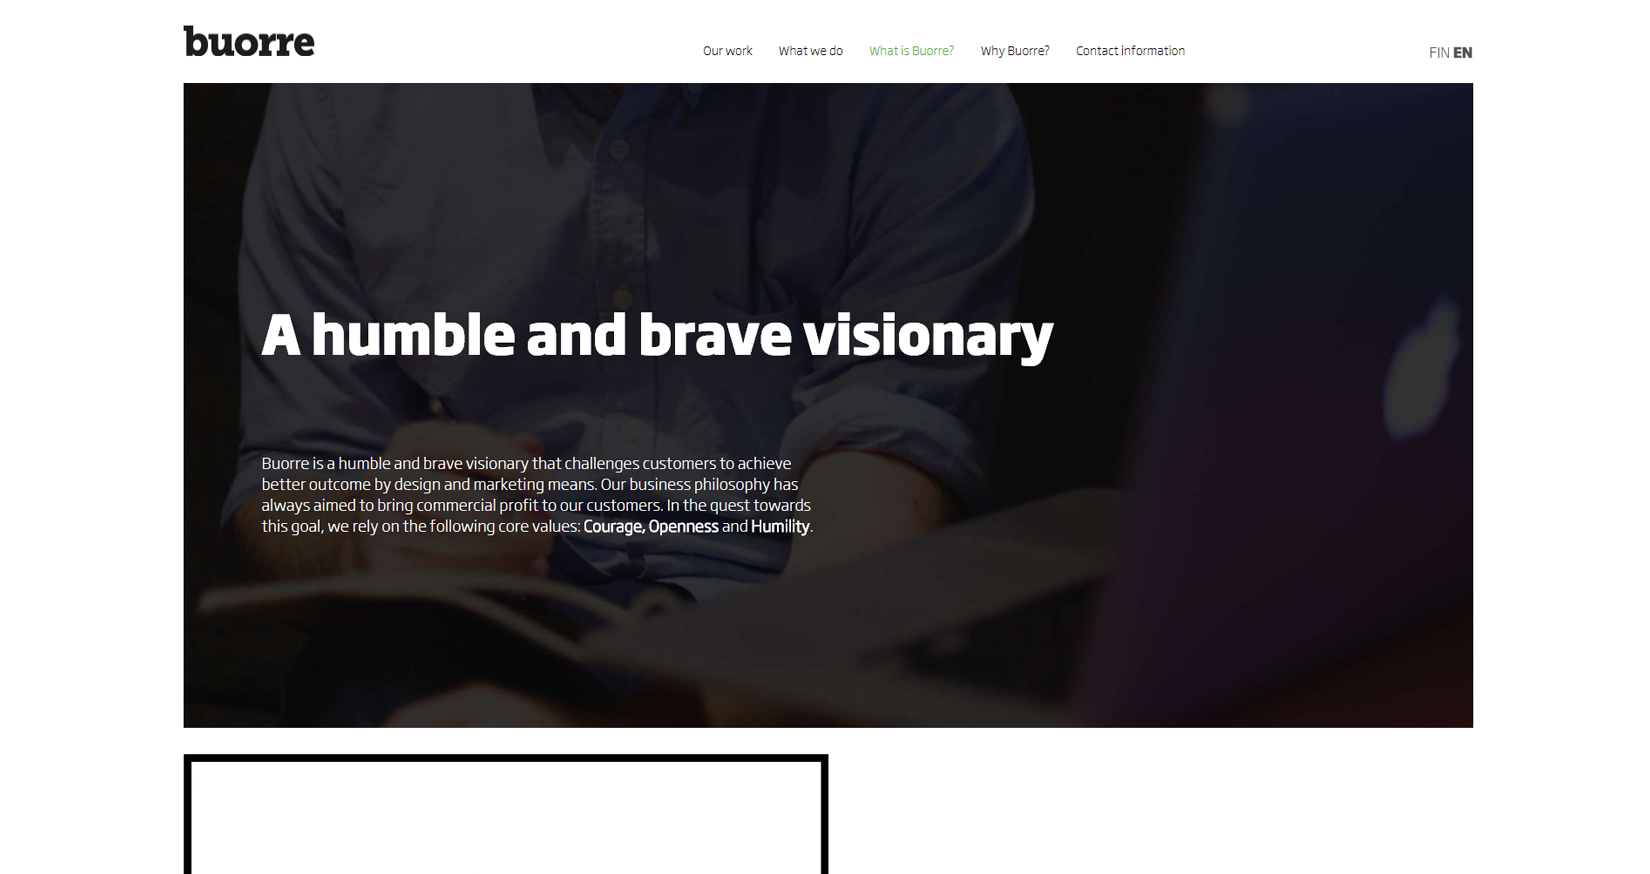 buorre
Our work
What we do
What is Buorre?
Why Buorre?
Contact information
FIN EN
A humble and brave visionary
Buorre is a humble and brave visionary that challenges customers to achieve
better outcome by design and marketing means. Our business philosophy has
always aimed to bring commercial profit to our customers. In the quest towards
this goal, we rely on the following core values: Courage, Openness and Humility.